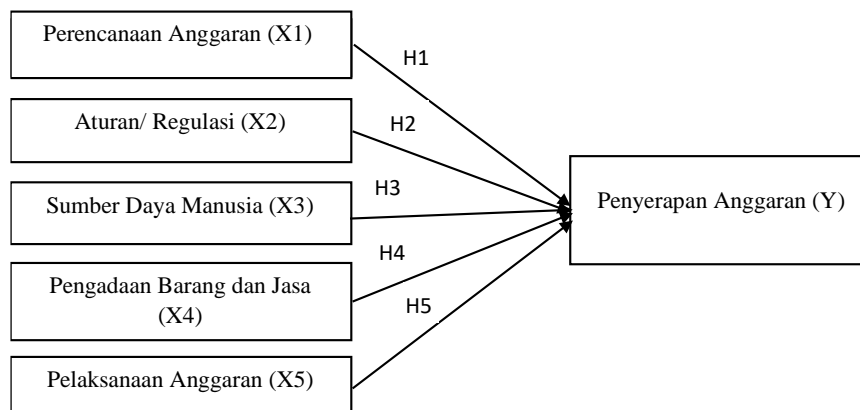 Perencanaan Anggaran (X1)
H1
Aturan/ Regulasi (X2)
H2
Sumber Daya Manusia (X3)
H3
Penyerapan Anggaran (Y)
Pengadaan Barang dan Jasa
(X4)
H4
H5
Pelaksanaan Anggaran (X5)